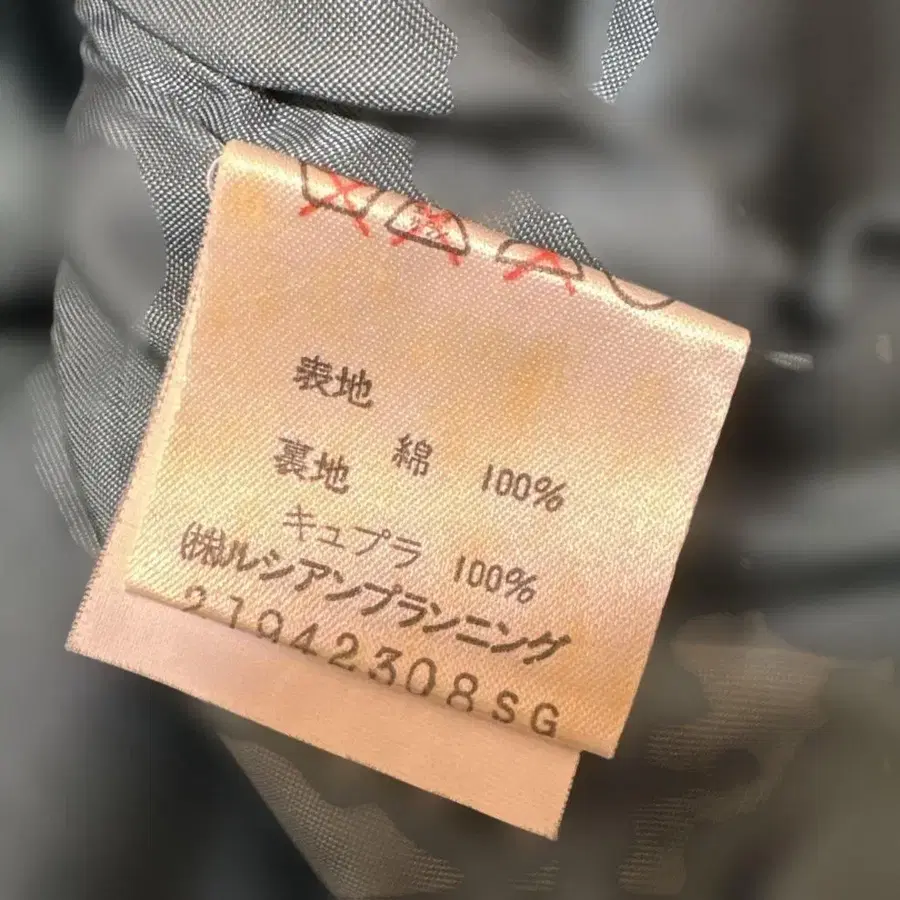 表地
綿 100%
裏地
キュプラ 100%
(株)ルシアンプランニング
27942308SG